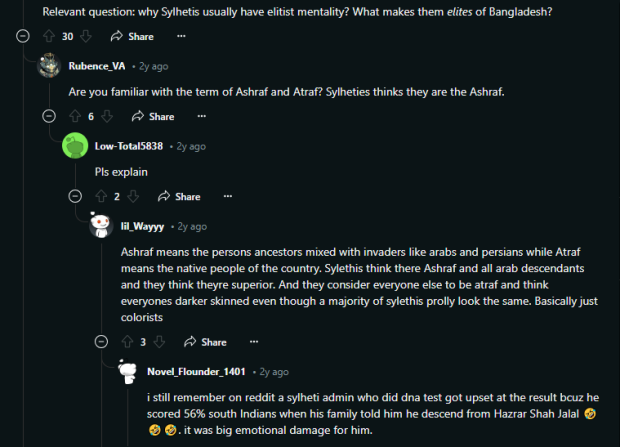 Relevant question: why Sylhetis usually have elitist mentality? What makes them elites of Bangladesh?
30 Share ...
Rubence_VA • 2y ago
Are you familiar with the term of Ashraf and Atraf? Sylheties thinks they are the Ashraf.
6 Share ...
Low-Total5838 • 2y ago
Pls explain
2 Share ...
lil_Wayyy • 2y ago
Ashraf means the persons ancestors mixed with invaders like arabs and persians while Atraf
means the native people of the country. Sylethis think there Ashraf and all arab descendants
and they think theyre superior. And they consider everyone else to be atraf and think
everyones darker skinned even though a majority of sylethis prolly look the same. Basically just
colorists
3 Share ...
Novel_Flounder_1401 • 2y ago
i still remember on reddit a sylheti admin who did dna test got upset at the result bcuz he
scored 56% south Indians when his family told him he descend from Hazrar Shah Jalal 🤣
🤣🤣. it was big emotional damage for him.